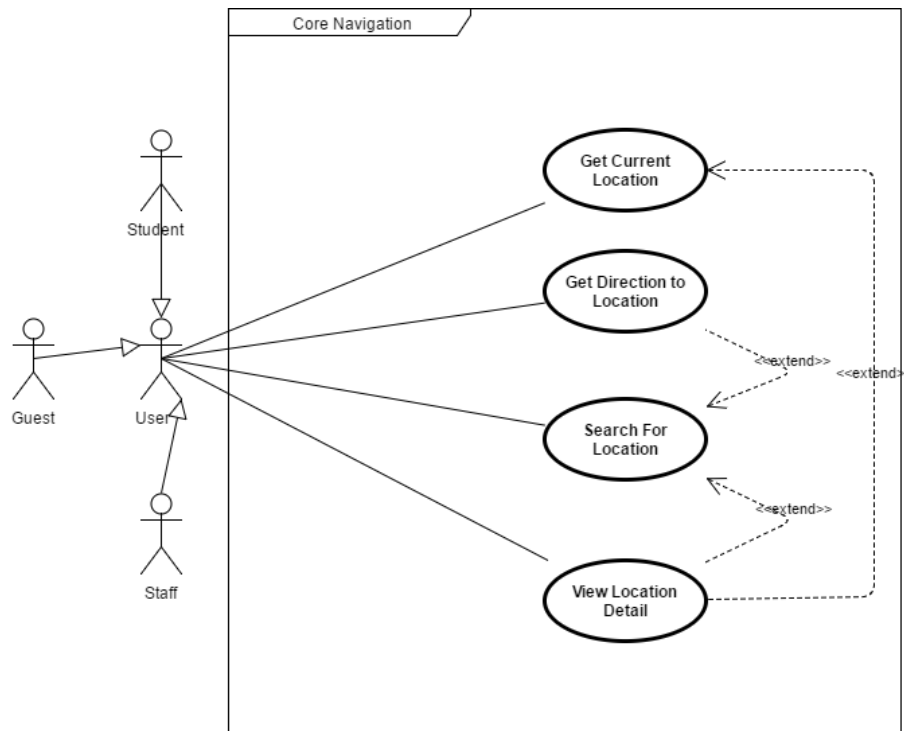 Core Navigation
Get Current
Location
Student
Get Direction to
Location
<<extend>>
<<extend>
Guest
User
Search For
Location
<<extend>>
Staff
View Location
Detail